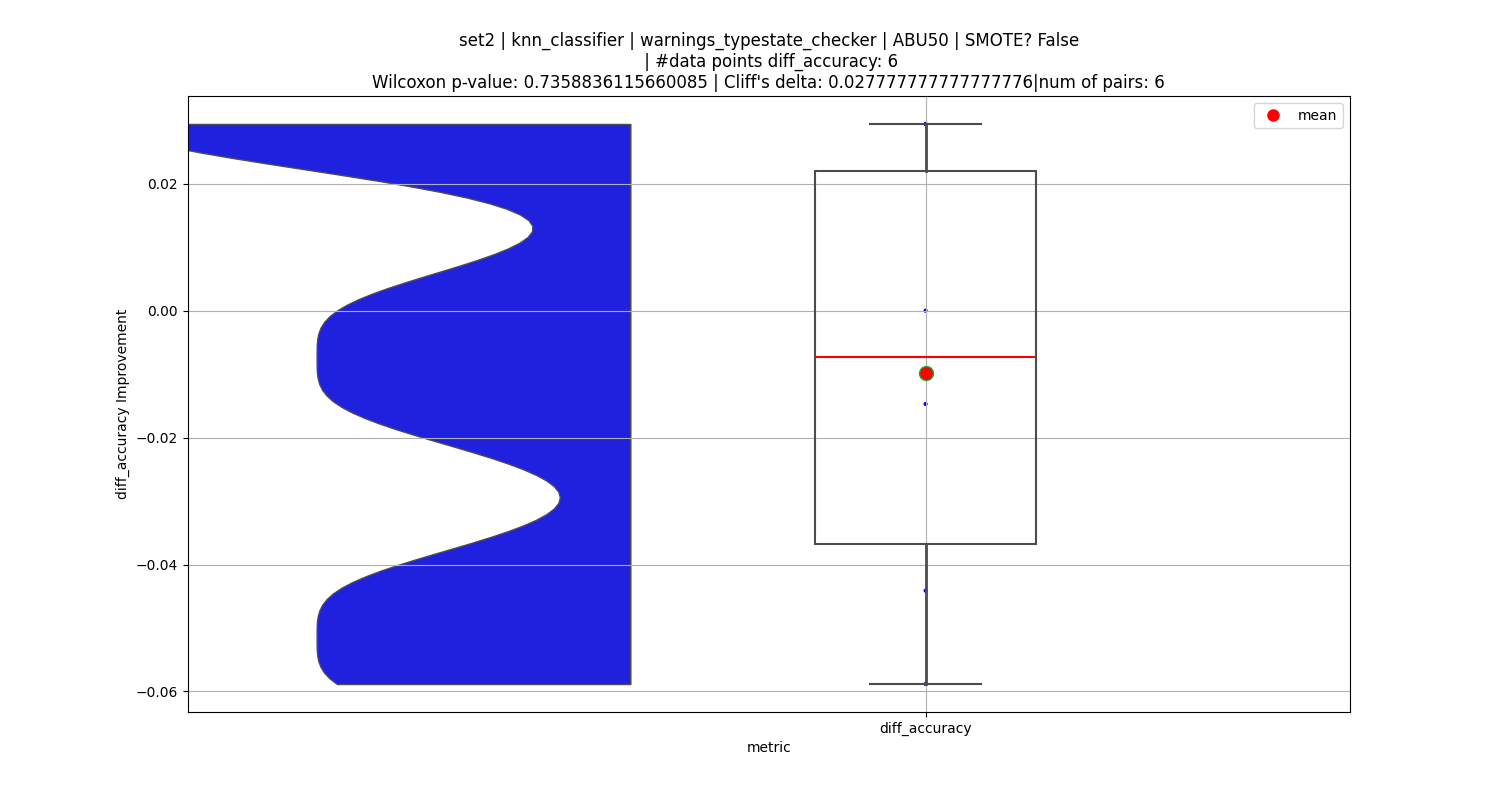 set2 | knn_classifier | warnings_typestate_checker | ABU50 | SMOTE? False
| #data points diff_accuracy: 6
Wilcoxon p-value: 0.7358836115660085 | Cliff's delta: 0.027777777777777776|num of pairs: 6
mean
0.02
0.00
−0.02
−0.04
−0.06
diff_accuracy Improvement
diff_accuracy
metric